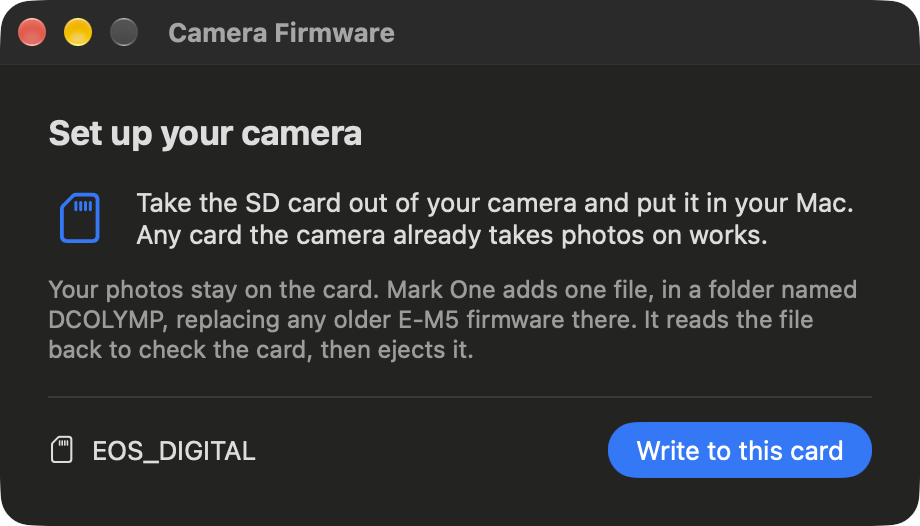 Camera Firmware
Set up your camera
Take the SD card out of your camera and put it in your Mac.
Any card the camera already takes photos on works.
Your photos stay on the card. Mark One adds one file, in a folder named
DCOLYMP, replacing any older E-M5 firmware there. It reads the file
back to check the card, then ejects it.
EOS_DIGITAL
Write to this card